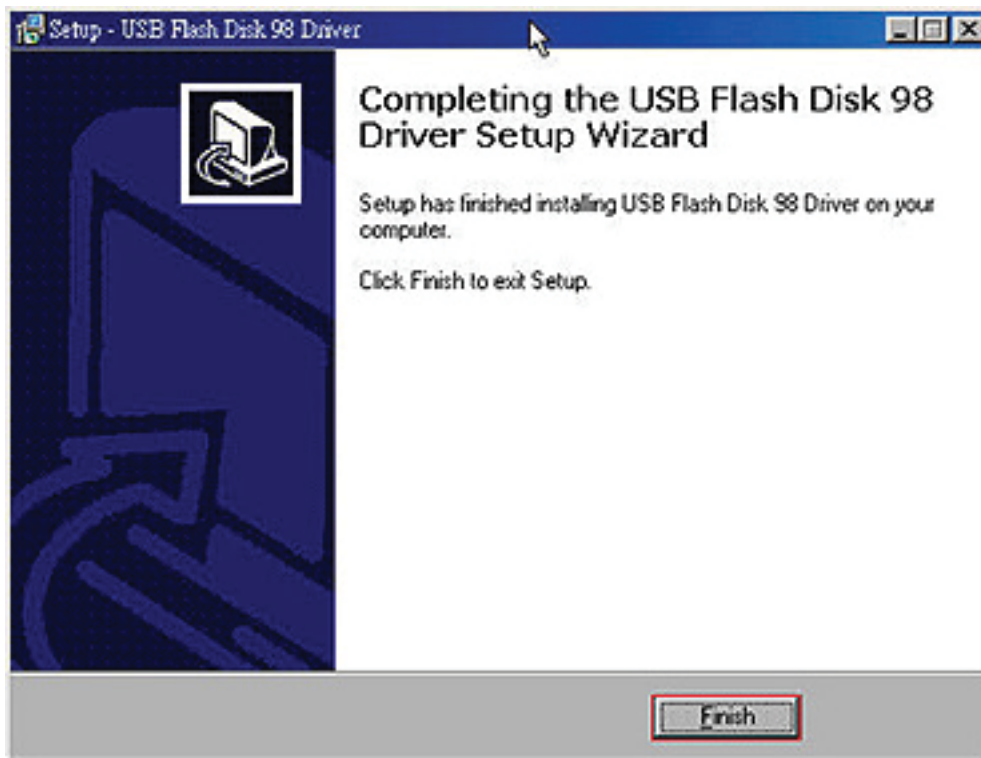 Setup - USB Flash Disk 98 Driver
Completing the USB Flash Disk 98
Driver Setup Wizard
Setup has finished installing USB Flash Disk 98 Driver on your
computer.
Click Finish to exit Setup.
Finish